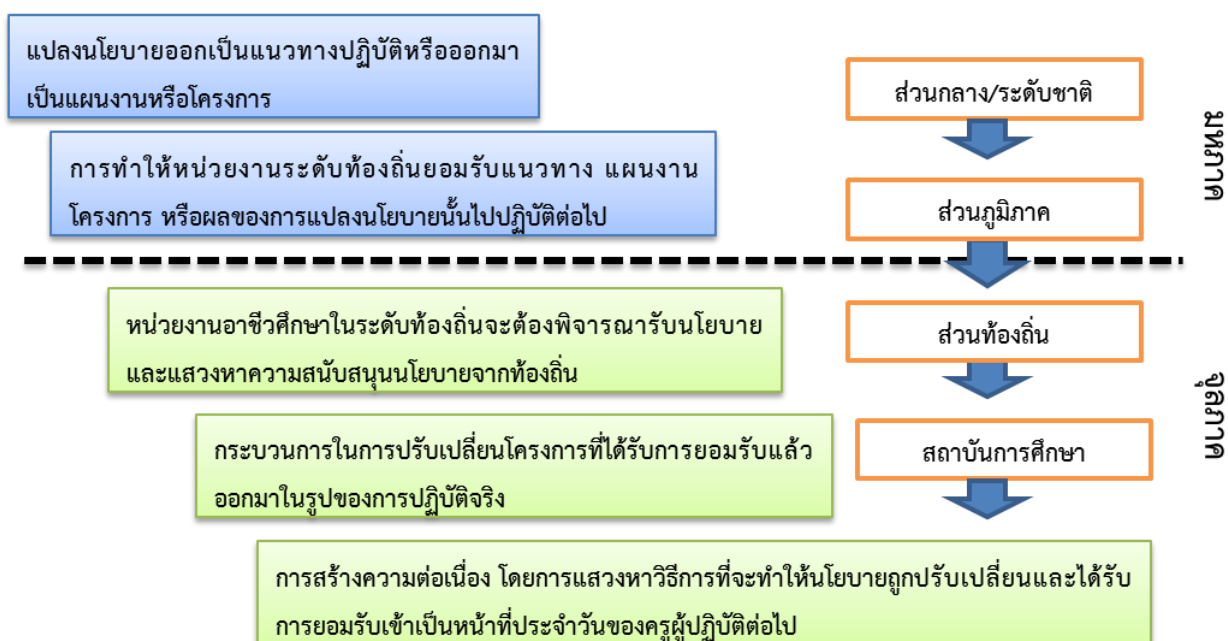 แปลงนโยบายออกเป็นแนวทางปฏิบัติหรือออกมา
เป็นแผนงานหรือโครงการ
ส่วนกลาง/ระดับชาติ
มหภาค
การทำให้หน่วยงานระดับท้องถิ่นยอมรับแนวทาง แผนงาน
โครงการ หรือผลของการแปลงนโยบายนั้นไปปฏิบัติต่อไป
ส่วนภูมิภาค
หน่วยงานอาชีวศึกษาในระดับท้องถิ่นจะต้องพิจารณารับนโยบาย
และแสวงหาความสนับสนุนนโยบายจากท้องถิ่น
ส่วนท้องถิ่น
จุลภาค
กระบวนการในการปรับเปลี่ยนโครงการที่ได้รับการยอมรับแล้ว
ออกมาในรูปของการปฏิบัติจริง
สถาบันการศึกษา
การสร้างความต่อเนื่อง โดยการแสวงหาวิธีการที่จะทำให้นโยบายถูกปรับเปลี่ยนและได้รับ
การยอมรับเข้าเป็นหน้าที่ประจำวันของครูผู้ปฏิบัติต่อไป